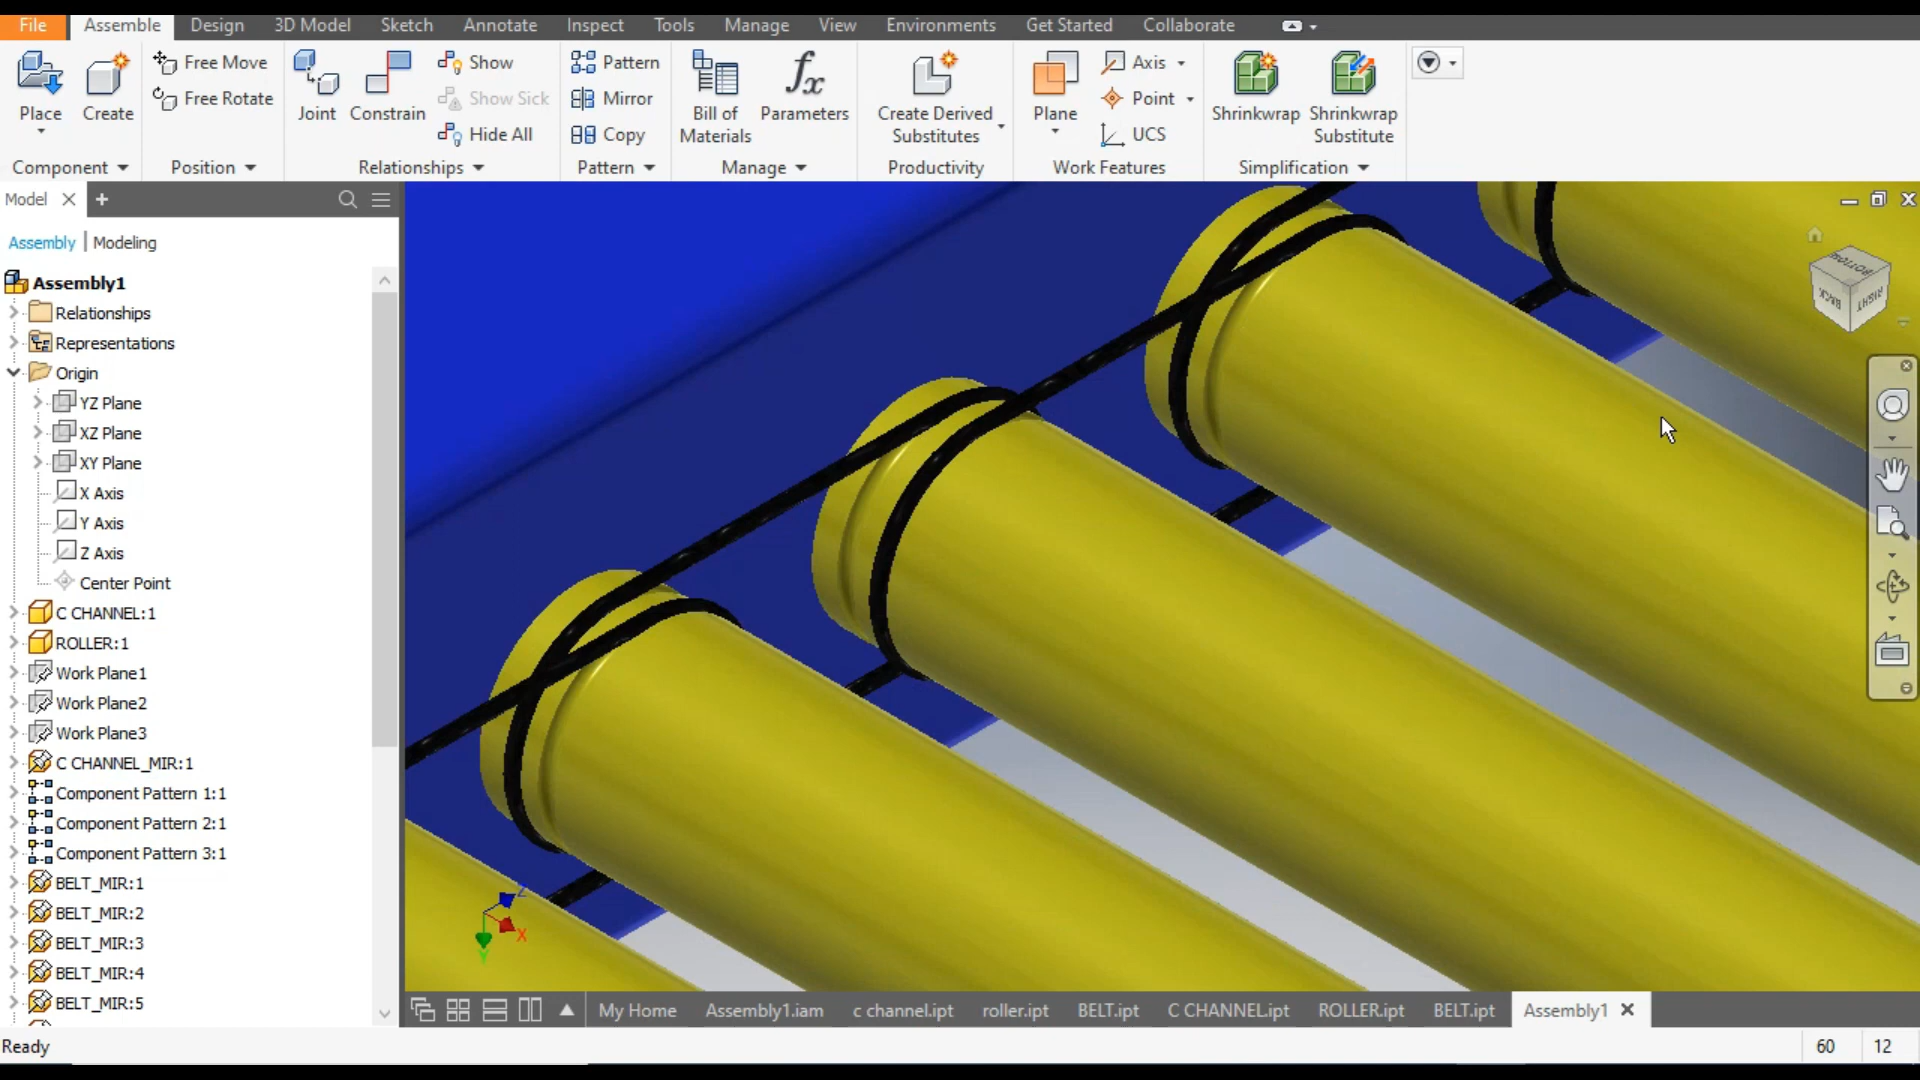 File Assemble Design 3D Model Sketch Annotate Inspect Tools Manage View Environments Get Started Collaborate
Place Create Free Move Free Rotate Joint Constrain Show Show Sick Hide All Pattern Mirror Copy Bill of Materials Parameters Create Derived Substitutes Plane Axis Point UCS Shrinkwrap Shrinkwrap Substitute
Component Position Relationships Pattern Manage Productivity Work Features Simplification
Model
Assembly Modeling
Assembly1
Relationships
Representations
Origin
YZ Plane
XZ Plane
XY Plane
X Axis
Y Axis
Z Axis
Center Point
C CHANNEL:1
ROLLER:1
Work Plane1
Work Plane2
Work Plane3
C CHANNEL_MIR:1
Component Pattern 1:1
Component Pattern 2:1
Component Pattern 3:1
BELT_MIR:1
BELT_MIR:2
BELT_MIR:3
BELT_MIR:4
BELT_MIR:5
BOTTOM
BACK RIGHT
Z
X
Y
My Home Assembly1.iam c channel.ipt roller.ipt BELT.ipt C CHANNEL.ipt ROLLER.ipt BELT.ipt Assembly1
Ready 60 12